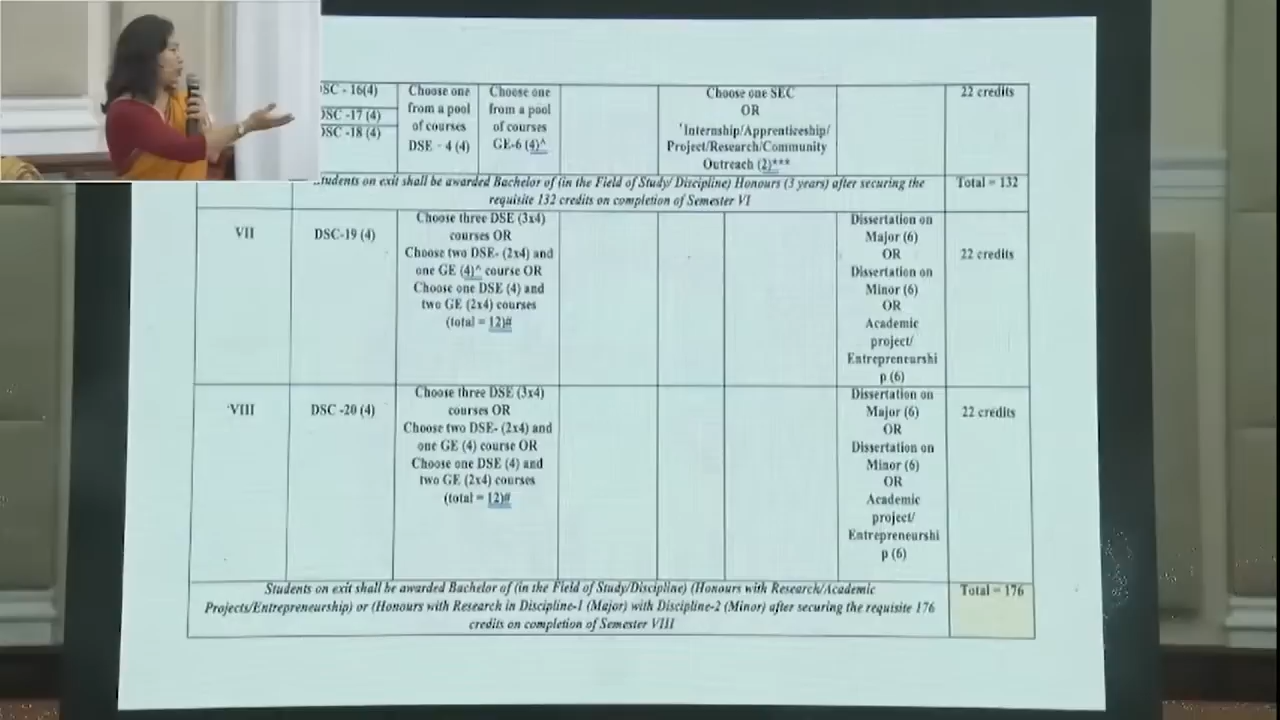 DSC - 16(4)
DSC -17 (4)
DSC -18 (4)
Choose one
from a pool
of courses
DSE - 4 (4)
Choose one
from a pool
of courses
GE-6 (4)^
Choose one SEC
OR
'Internship/Apprenticeship/
Project/Research/Community
Outreach (2)***
22 credits
Students on exit shall be awarded Bachelor of (in the Field of Study/ Discipline) Honours (3 years) after securing the
requisite 132 credits on completion of Semester VI
Total = 132
VII
DSC-19 (4)
Choose three DSE (3x4)
courses OR
Choose two DSE- (2x4) and
one GE (4)^ course OR
Choose one DSE (4) and
two GE (2x4) courses
(total = 12)#
Dissertation on
Major (6)
OR
Dissertation on
Minor (6)
OR
Academic
project/
Entrepreneurshi
p (6)
22 credits
VIII
DSC -20 (4)
Choose three DSE (3x4)
courses OR
Choose two DSE- (2x4) and
one GE (4) course OR
Choose one DSE (4) and
two GE (2x4) courses
(total = 12)#
Dissertation on
Major (6)
OR
Dissertation on
Minor (6)
OR
Academic
project/
Entrepreneurshi
p (6)
22 credits
Students on exit shall be awarded Bachelor of (in the Field of Study/Discipline) (Honours with Research/Academic
Projects/Entrepreneurship) or (Honours with Research in Discipline-1 (Major) with Discipline-2 (Minor) after securing the requisite 176
credits on completion of Semester VIII
Total = 176